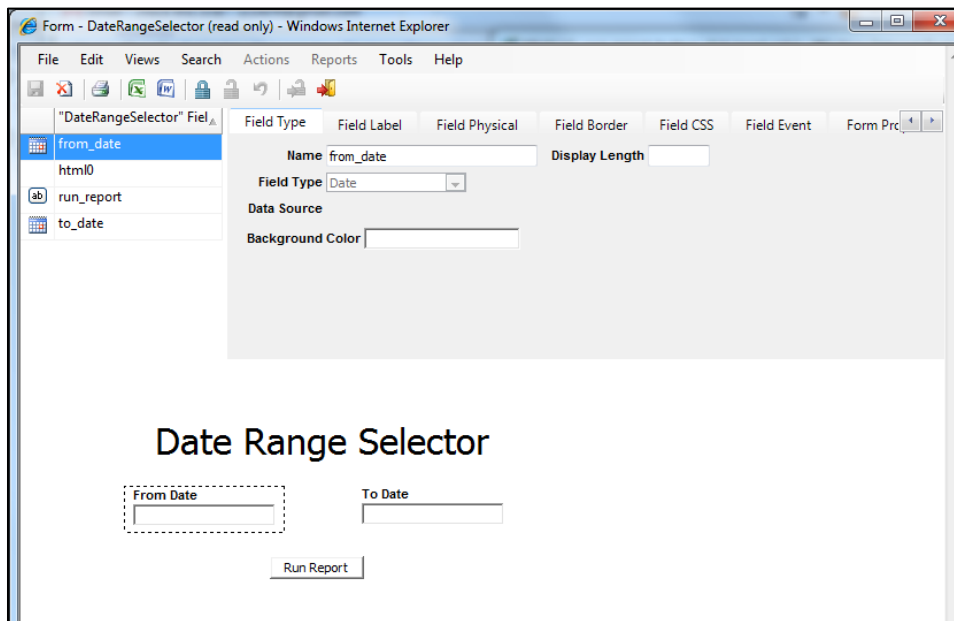 Form - DateRangeSelector (read only) - Windows Internet Explorer
File Edit Views Search Actions Reports Tools Help
"DateRangeSelector" Fiel
Field Type Field Label Field Physical Field Border Field CSS Field Event Form Pro
from_date
html0
ab run_report
to_date
Name from_date Display Length
Field Type Date
Data Source
Background Color
Date Range Selector
From Date To Date
Run Report